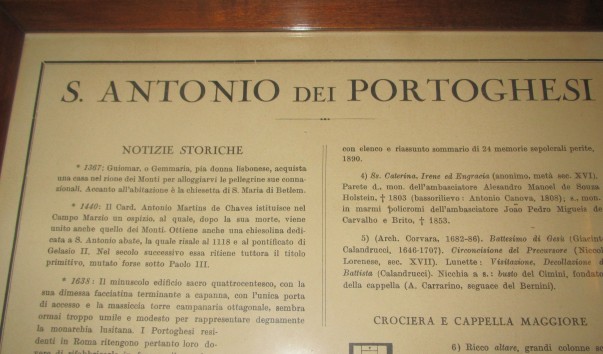 S. ANTONIO DEI PORTOGHESI
NOTIZIE STORICHE
* 1367: Guiomar, o Gemmaria, pia donna lisbonese, acquista
una casa nel rione dei Monti per alloggiarvi le pellegrine sue conna-
zionali. Accanto all'abitazione è la chiesetta di S. Maria di Betlem.
* 1440: Il Card. Antonio Martins de Chaves istituisce nel
Campo Marzio un ospizio, al quale, dopo la sua morte, viene
unito anche quello dei Monti. Ottiene anche una chiesolina dedi-
cata a S. Antonio abate, la quale risale al 1118 e al pontificato di
Gelasio II. Nel secolo successivo essa ritiene tuttora il titolo
primitivo, mutato forse sotto Paolo III.
* 1635: Il minuscolo edificio sacro quattrocentesco, con la
sua dimessa facciatina terminante a capanna, con l'unica porta
di accesso e la massiccia torre campanaria ottagonale, sembra
ormai troppo umile e modesto per rappresentare degnamente
la monarchia lusitana. I Portoghesi resi-
denti in Roma ritengono pertanto loro do-
con elenco e riassunto sommario di 24 memorie sepolcrali perite,
1890.
4) Ss. Caterina, Irene ed Engracia (anonimo, metà sec. XVI).
Parete d., mon. dell'ambasciatore Alessandro Manoel de Souza
Holstein, † 1803 (bassorilievo: Antonio Canova, 1808); s., mon.
in marmi policromi dell'ambasciatore João Pedro Migueis de
Carvalho e Brito, † 1853.
5) (Arch. Corvara, 1682-86). Battesimo di Gesù (Giacint
Calandrucci, 1646-1707). Circoncisione del Precursore (Nicol
Lorenese, sec. XVII). Lunette: Visitazione, Decollazione d
Battista (Calandrucci). Nicchia a s.: busto del Cimini, fondato
della cappella (A. Carrarino, seguace del Bernini).
CROCIERA E CAPPELLA MAGGIORE
6) Ricco altare, grandi colonne sc